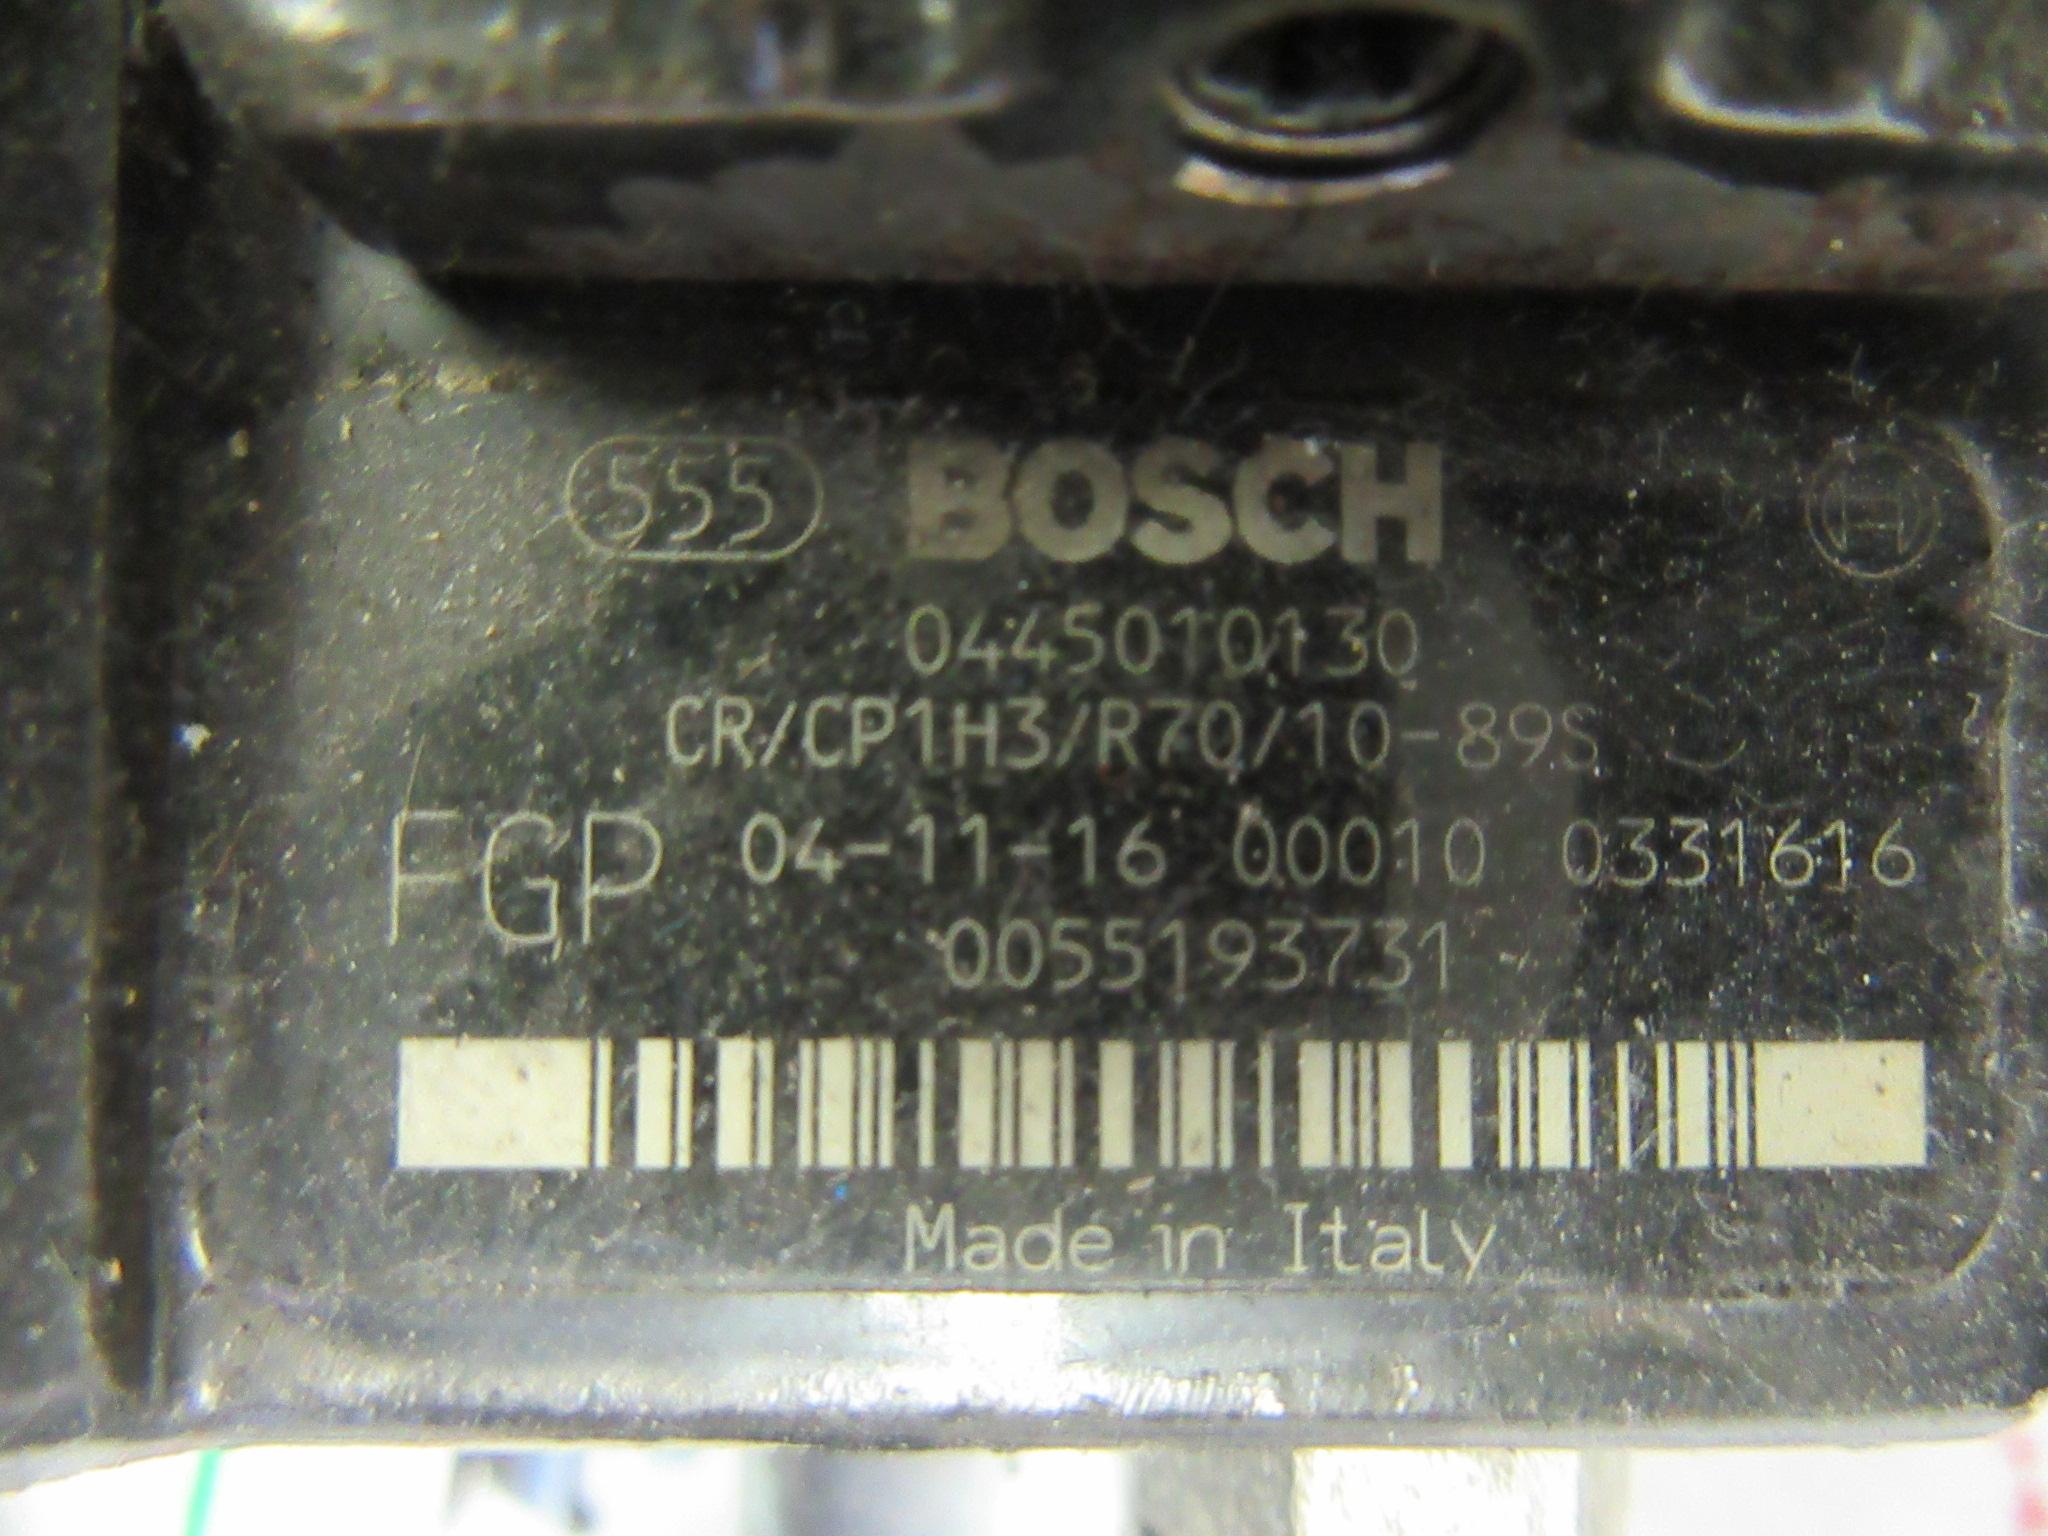 555 BOSCH
0445010130
CR/CP1H3/R70/10-89S
FGP 04-11-16 00010 0331616
0055193731
Made in Italy